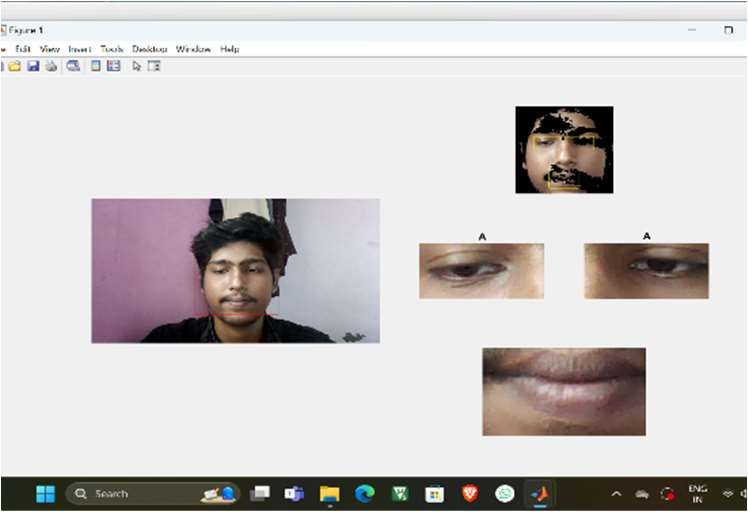 Figure 1
Edit View Insert Tools Desktop Window Help
A
A
Search
ENG
IN